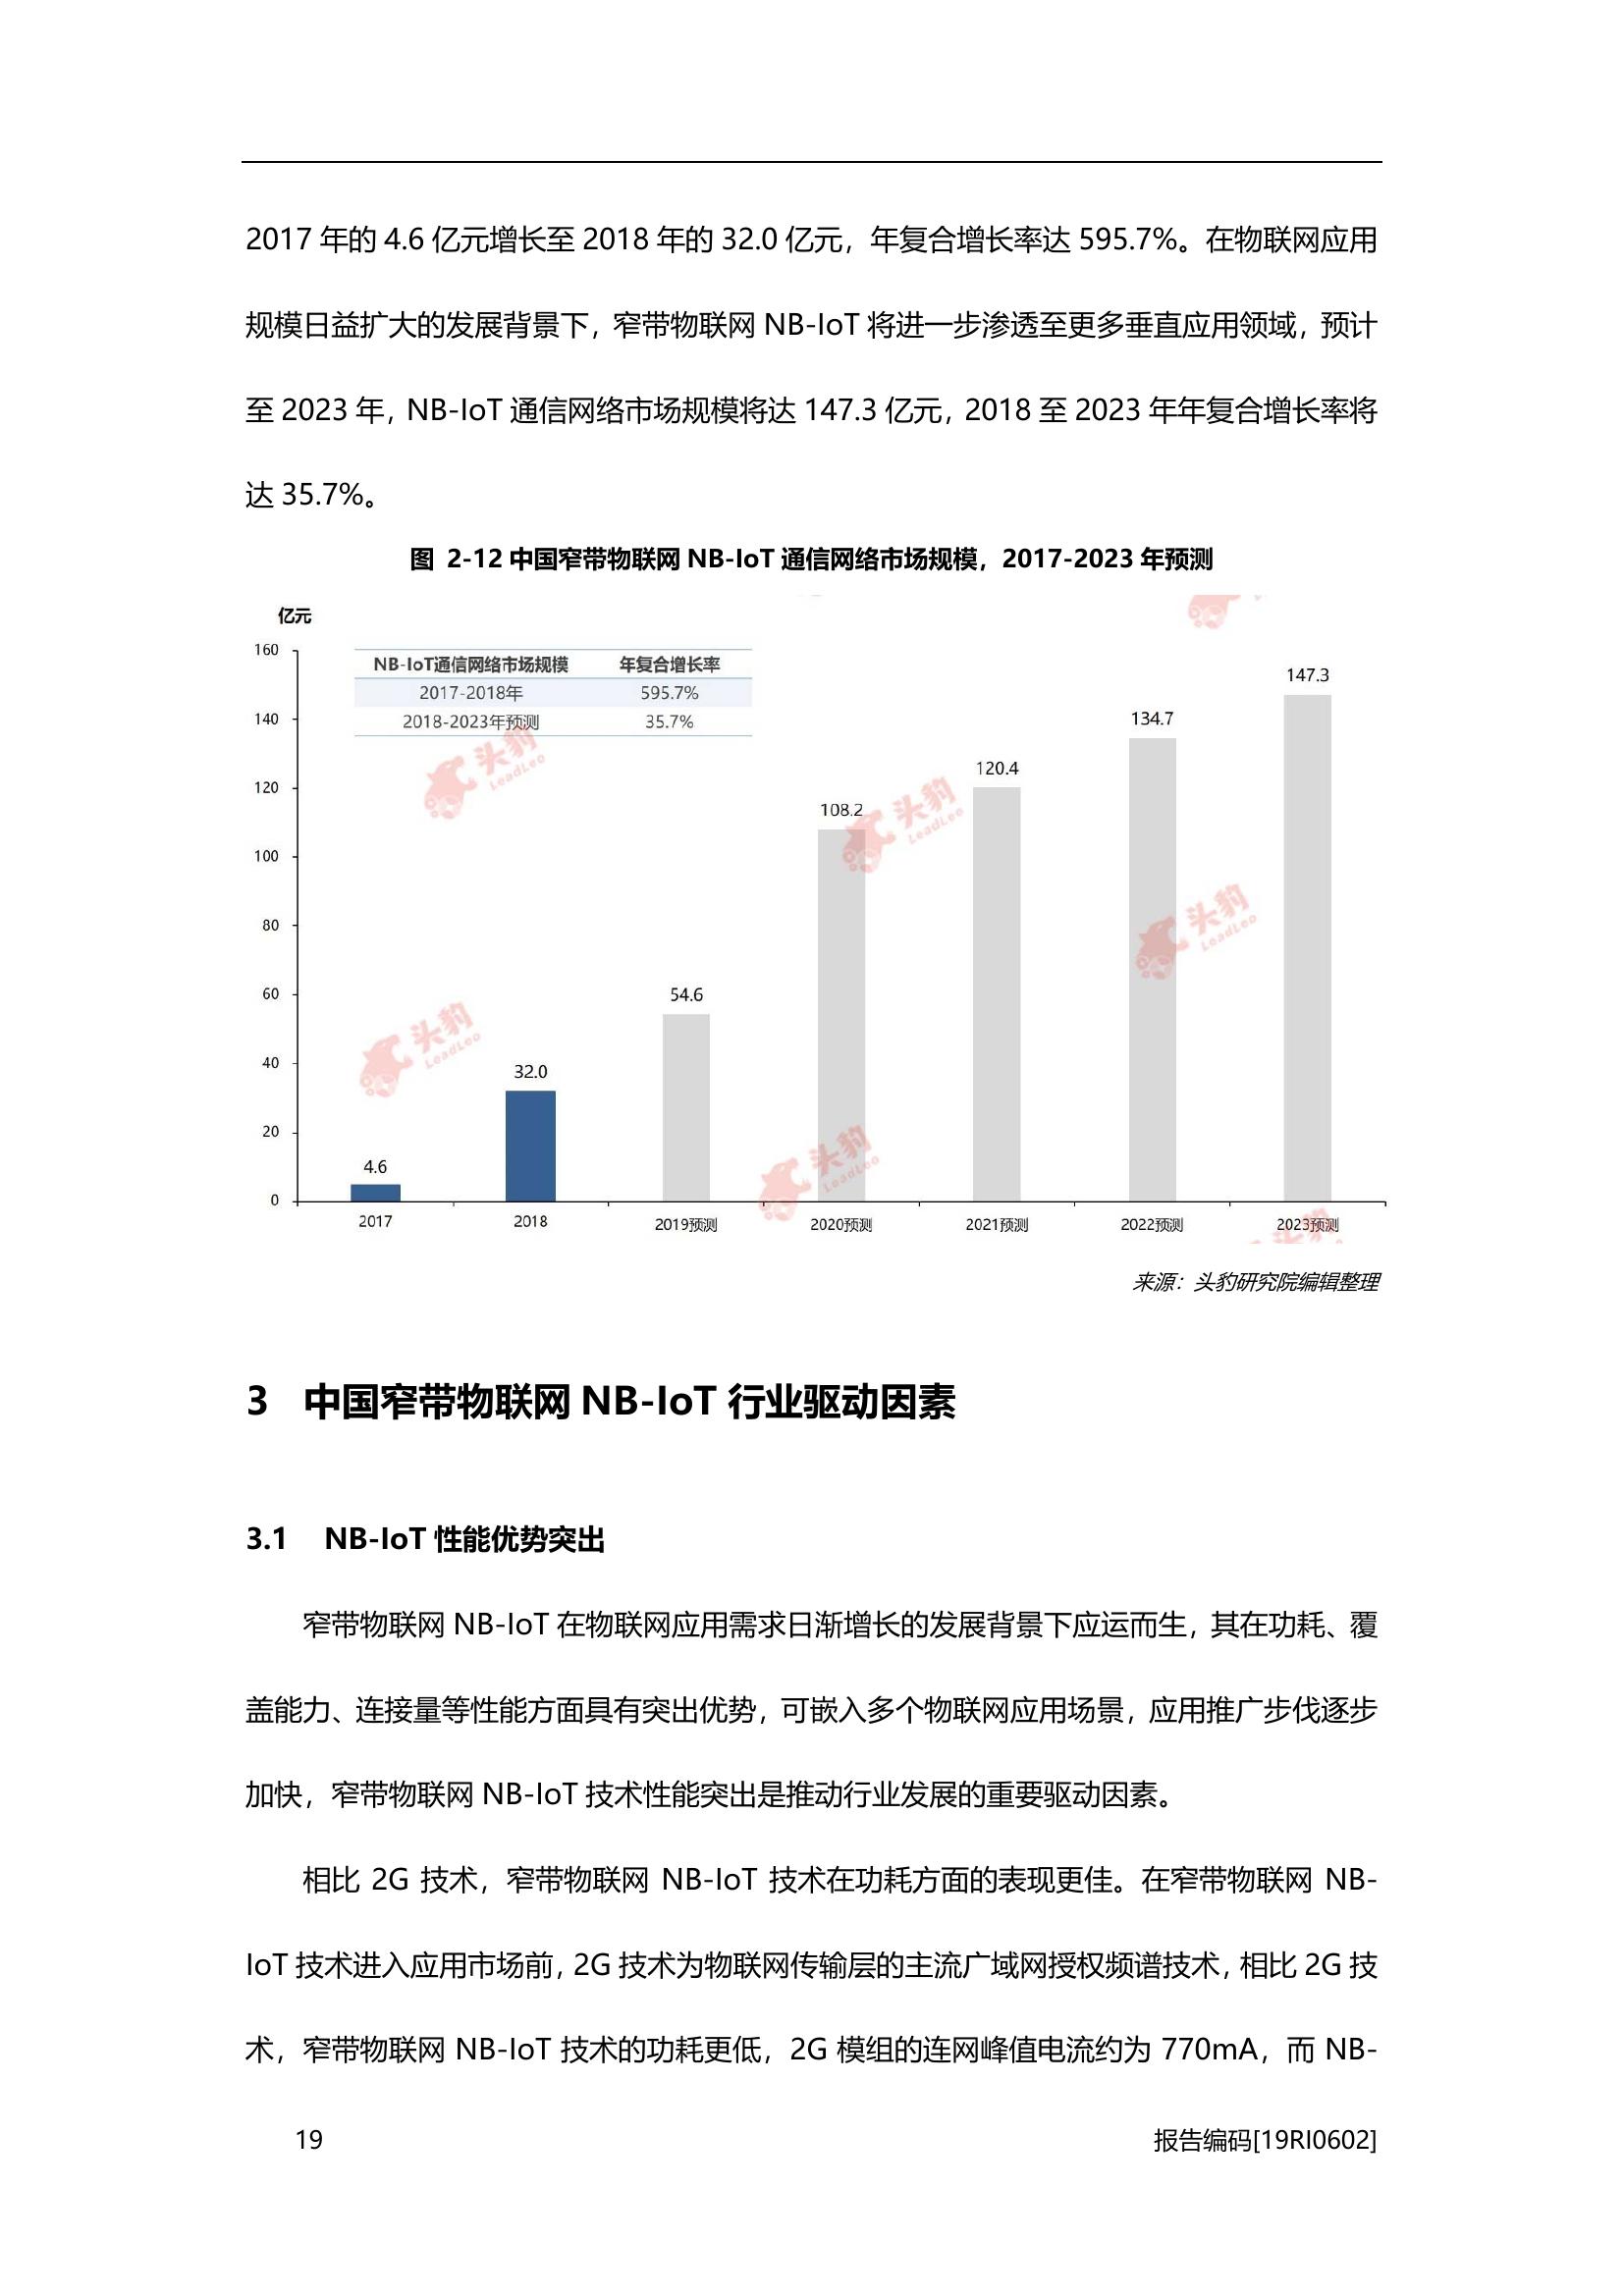 2017 年的 4.6 亿元增长至 2018 年的 32.0 亿元，年复合增长率达 595.7%。在物联网应用
规模日益扩大的发展背景下，窄带物联网 NB-IoT 将进一步渗透至更多垂直应用领域，预计
至 2023 年，NB-IoT 通信网络市场规模将达 147.3 亿元，2018 至 2023 年年复合增长率将
达 35.7%。
图 2-12 中国窄带物联网 NB-IoT 通信网络市场规模，2017-2023 年预测
亿元
NB-IoT通信网络市场规模 年复合增长率
2017-2018年 595.7%
2018-2023年预测 35.7%
160
140
120
100
80
60
40
20
0
4.6
32.0
54.6
108.2
120.4
134.7
147.3
2017 2018 2019预测 2020预测 2021预测 2022预测 2023预测
头豹
LeadLeo
头豹
LeadLeo
头豹
LeadLeo
头豹
LeadLeo
头豹
LeadLeo
头豹
来源：头豹研究院编辑整理
3 中国窄带物联网 NB-IoT 行业驱动因素
3.1 NB-IoT 性能优势突出
窄带物联网 NB-IoT 在物联网应用需求日渐增长的发展背景下应运而生，其在功耗、覆
盖能力、连接量等性能方面具有突出优势，可嵌入多个物联网应用场景，应用推广步伐逐步
加快，窄带物联网 NB-IoT 技术性能突出是推动行业发展的重要驱动因素。
相比 2G 技术，窄带物联网 NB-IoT 技术在功耗方面的表现更佳。在窄带物联网 NB-
IoT 技术进入应用市场前，2G 技术为物联网传输层的主流广域网授权频谱技术，相比 2G 技
术，窄带物联网 NB-IoT 技术的功耗更低，2G 模组的连网峰值电流约为 770mA，而 NB-
19 报告编码[19RI0602]